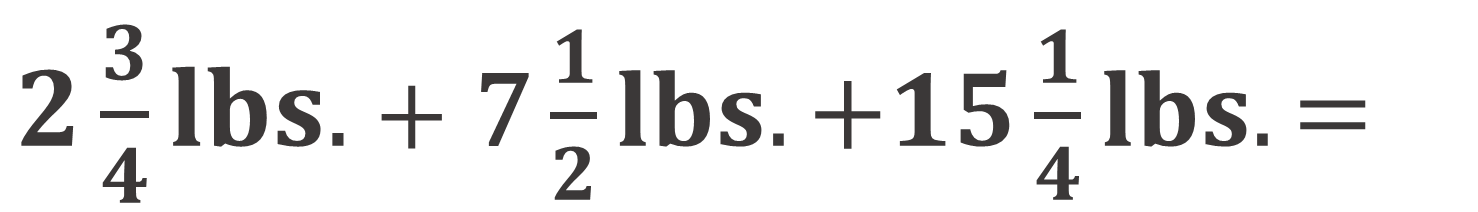 2 3/4 lbs. + 7 1/2 lbs. +15 1/4 lbs. =